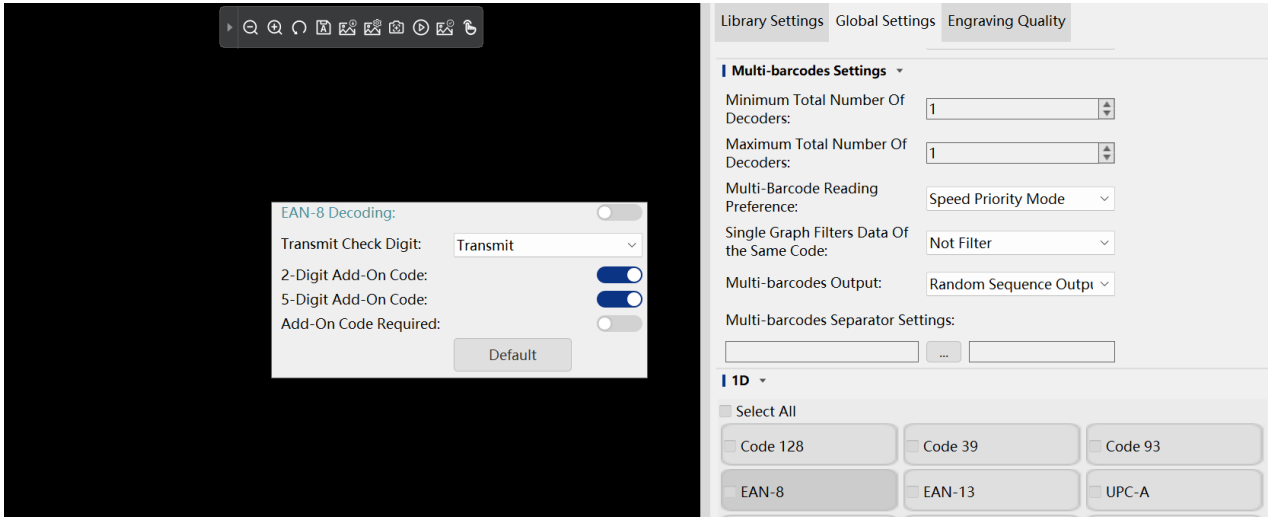 Library Settings Global Settings Engraving Quality
Multi-barcodes Settings
Minimum Total Number Of
Decoders:
1
Maximum Total Number Of
Decoders:
1
Multi-Barcode Reading
Preference:
Speed Priority Mode
Single Graph Filters Data Of
the Same Code:
Not Filter
Multi-barcodes Output:
Random Sequence Outpu
Multi-barcodes Separator Settings:
...
1D
Select All
Code 128 Code 39 Code 93
EAN-8 EAN-13 UPC-A
EAN-8 Decoding:
Transmit Check Digit: Transmit
2-Digit Add-On Code:
5-Digit Add-On Code:
Add-On Code Required:
Default